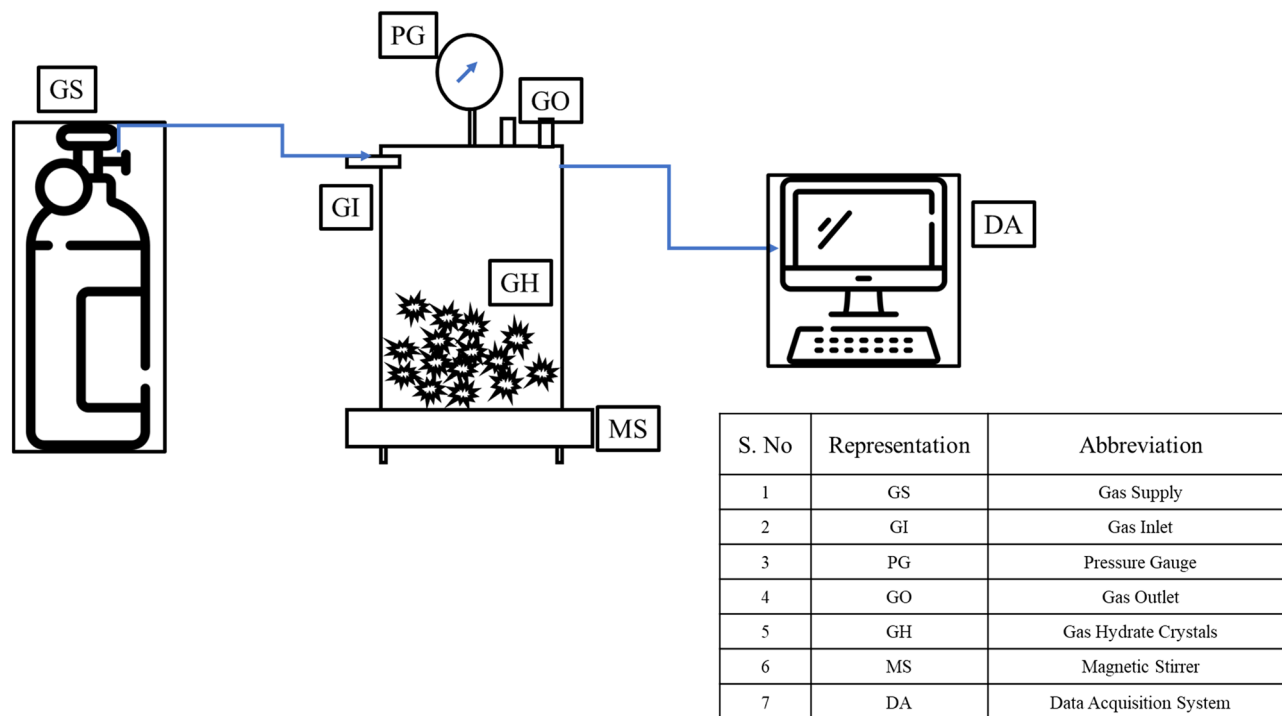 PG
GS
GO
GI
DA
GH
MS
S. No Representation Abbreviation
1 GS Gas Supply
2 GI Gas Inlet
3 PG Pressure Gauge
4 GO Gas Outlet
5 GH Gas Hydrate Crystals
6 MS Magnetic Stirrer
7 DA Data Acquisition System